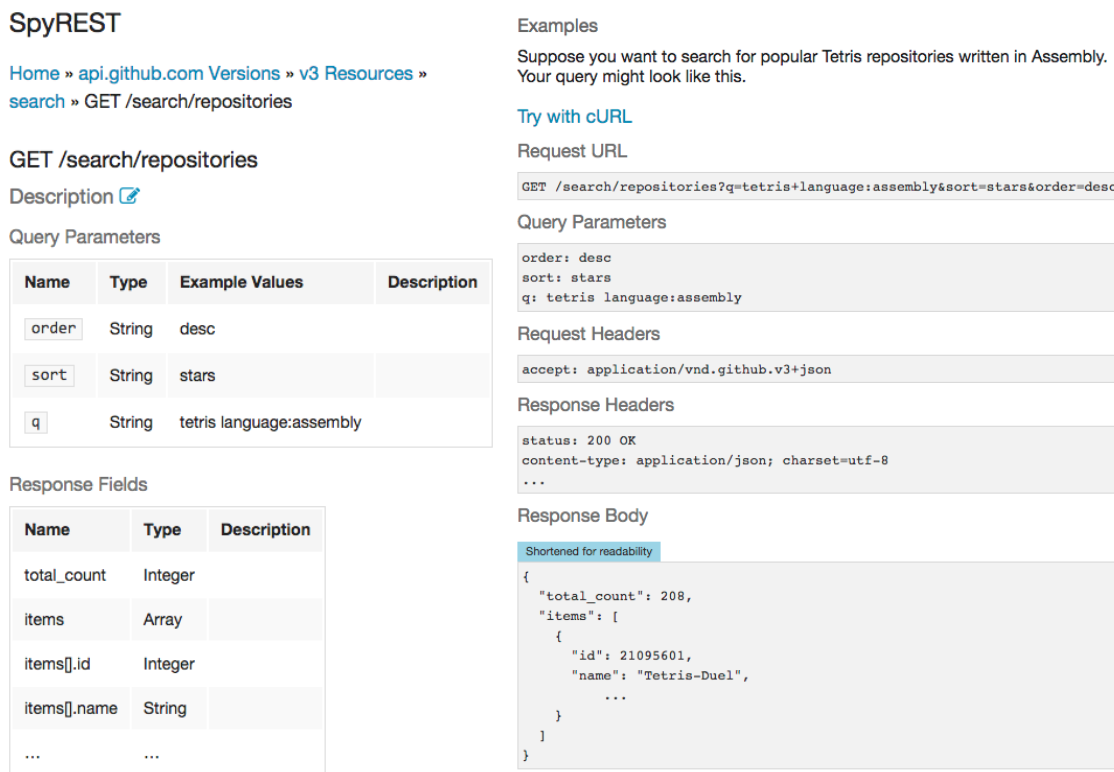 SpyREST
Home » api.github.com Versions » v3 Resources »
search » GET /search/repositories
GET /search/repositories
Description
Query Parameters
Name Type Example Values Description
order String desc
sort String stars
q String tetris language:assembly
Response Fields
Name Type Description
total_count Integer
items Array
items[].id Integer
items[].name String
... ...
Examples
Suppose you want to search for popular Tetris repositories written in Assembly.
Your query might look like this.
Try with cURL
Request URL
GET /search/repositories?q=tetris+language:assembly&sort=stars&order=desc
Query Parameters
order: desc
sort: stars
q: tetris language:assembly
Request Headers
accept: application/vnd.github.v3+json
Response Headers
status: 200 OK
content-type: application/json; charset=utf-8
...
Response Body
Shortened for readability
{
"total_count": 208,
"items": [
{
"id": 21095601,
"name": "Tetris-Duel",
...
}
]
}